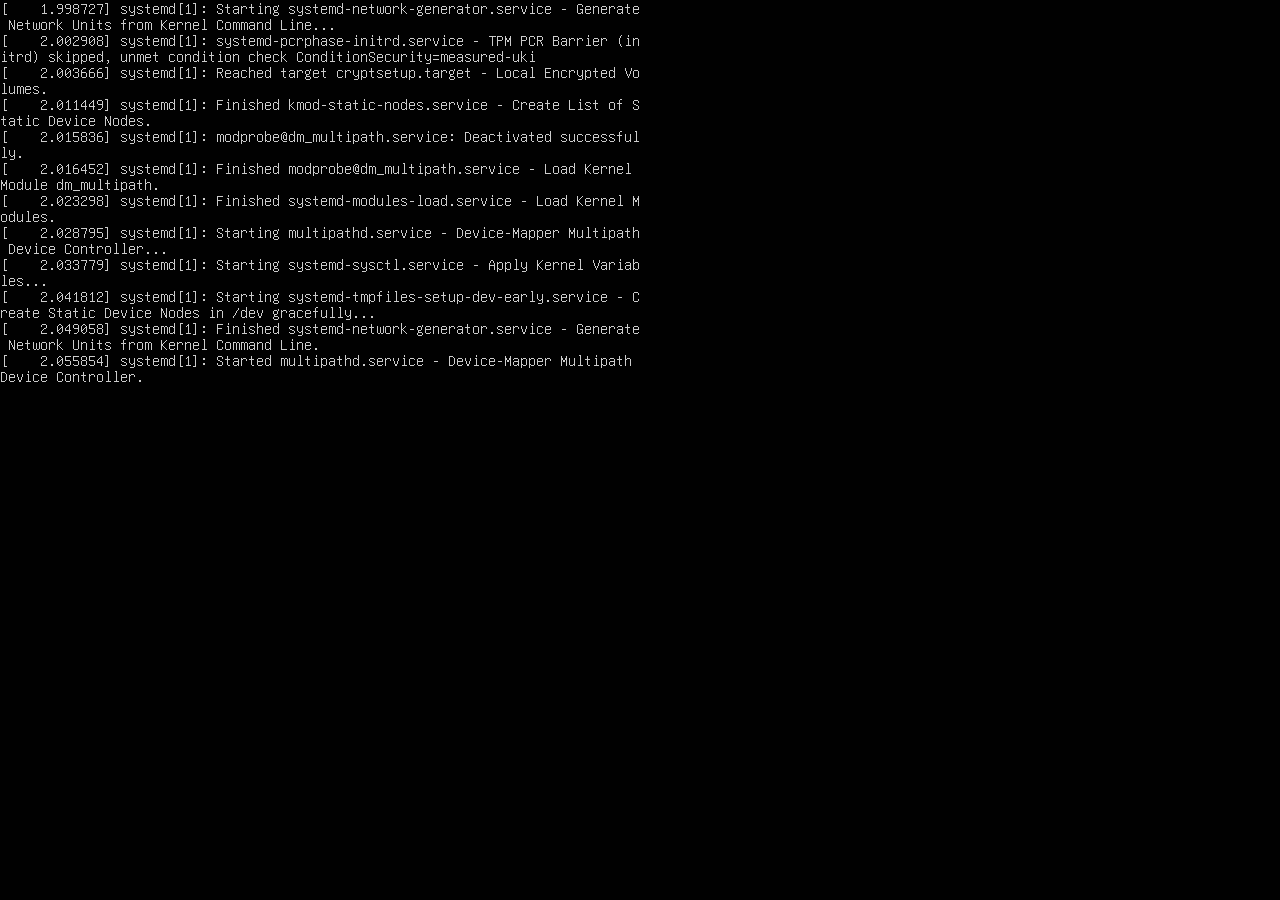 [    1.998727] systemd[1]: Starting systemd-network-generator.service - Generate
 Network Units from Kernel Command Line...
[    2.002908] systemd[1]: systemd-pcrphase-initrd.service - TPM PCR Barrier (in
itrd) skipped, unmet condition check ConditionSecurity=measured-uki
[    2.003666] systemd[1]: Reached target cryptsetup.target - Local Encrypted Vo
lumes.
[    2.011449] systemd[1]: Finished kmod-static-nodes.service - Create List of S
tatic Device Nodes.
[    2.015836] systemd[1]: modprobe@dm_multipath.service: Deactivated successful
ly.
[    2.016452] systemd[1]: Finished modprobe@dm_multipath.service - Load Kernel
Module dm_multipath.
[    2.023298] systemd[1]: Finished systemd-modules-load.service - Load Kernel M
odules.
[    2.028795] systemd[1]: Starting multipathd.service - Device-Mapper Multipath
 Device Controller...
[    2.033779] systemd[1]: Starting systemd-sysctl.service - Apply Kernel Variab
les...
[    2.041812] systemd[1]: Starting systemd-tmpfiles-setup-dev-early.service - C
reate Static Device Nodes in /dev gracefully...
[    2.049058] systemd[1]: Finished systemd-network-generator.service - Generate
 Network Units from Kernel Command Line.
[    2.055854] systemd[1]: Started multipathd.service - Device-Mapper Multipath
Device Controller.